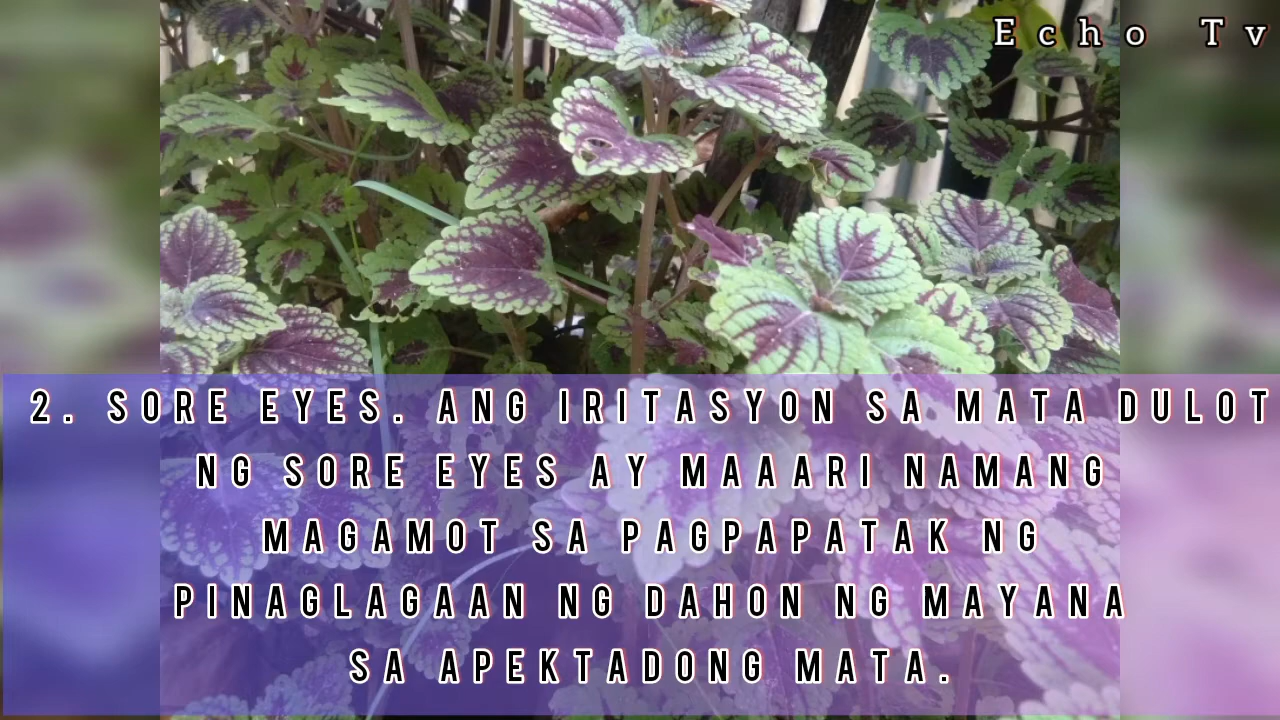 Echo Tv
2. SORE EYES. ANG IRITASYON SA MATA DULOT
NG SORE EYES AY MAAARI NAMANG
MAGAMOT SA PAGPAPATAK NG
PINAGLAGAAN NG DAHON NG MAYANA
SA APEKTADONG MATA.